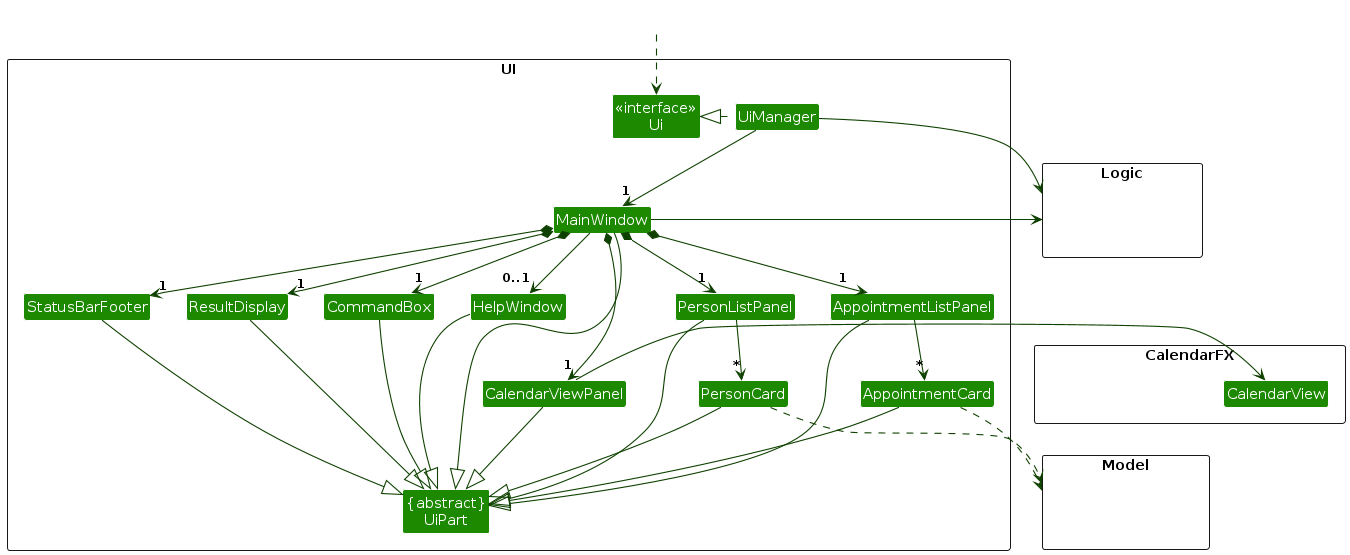 UI
«interface»
Ui
UiManager
Logic
1
MainWindow
1
1
1
0..1
1
1
StatusBarFooter
ResultDisplay
CommandBox
HelpWindow
PersonListPanel
AppointmentListPanel
CalendarFX
1
*
*
CalendarViewPanel
PersonCard
AppointmentCard
CalendarView
Model
{abstract}
UiPart